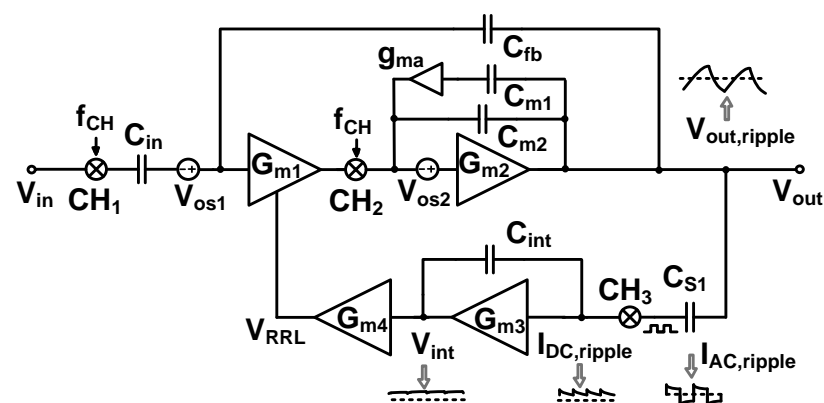 C_fb
g_ma
C_m1
f_CH
f_CH
C_in
C_m2
V_out,ripple
G_m1
G_m2
V_in
CH_1
V_os1
CH_2
V_os2
V_out
C_int
CH_3
C_S1
G_m4
G_m3
V_RRL
V_int
I_DC,ripple
I_AC,ripple